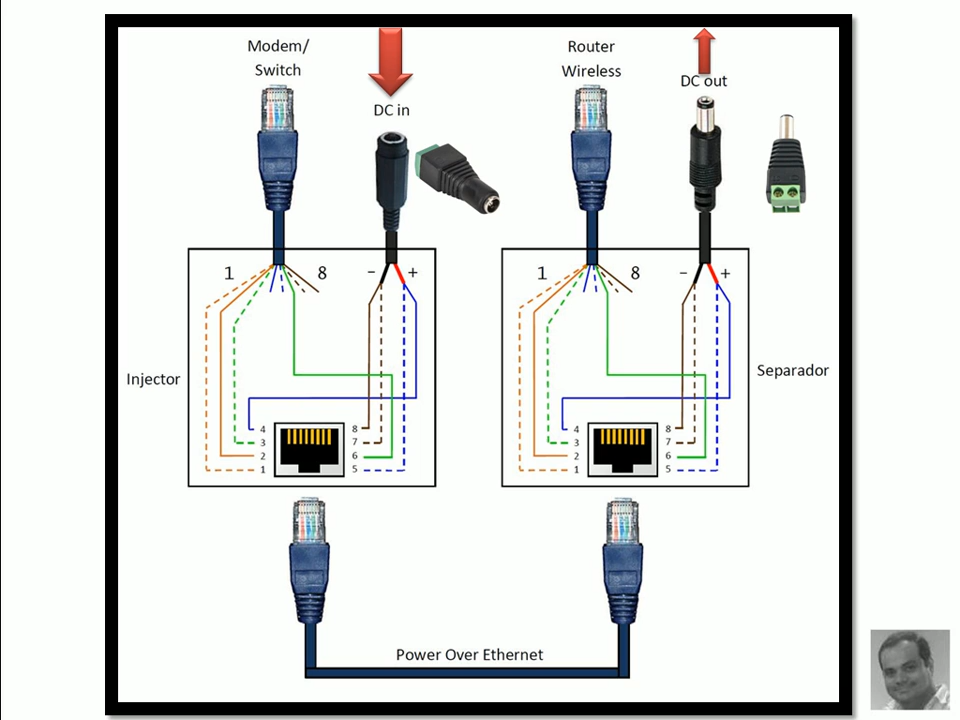 Modem/
Switch
DC in
Router
Wireless
DC out
1 8 - +
1 8 - +
Injector
Separador
4 8
3 7
2 6
1 5
4 8
3 7
2 6
1 5
Power Over Ethernet